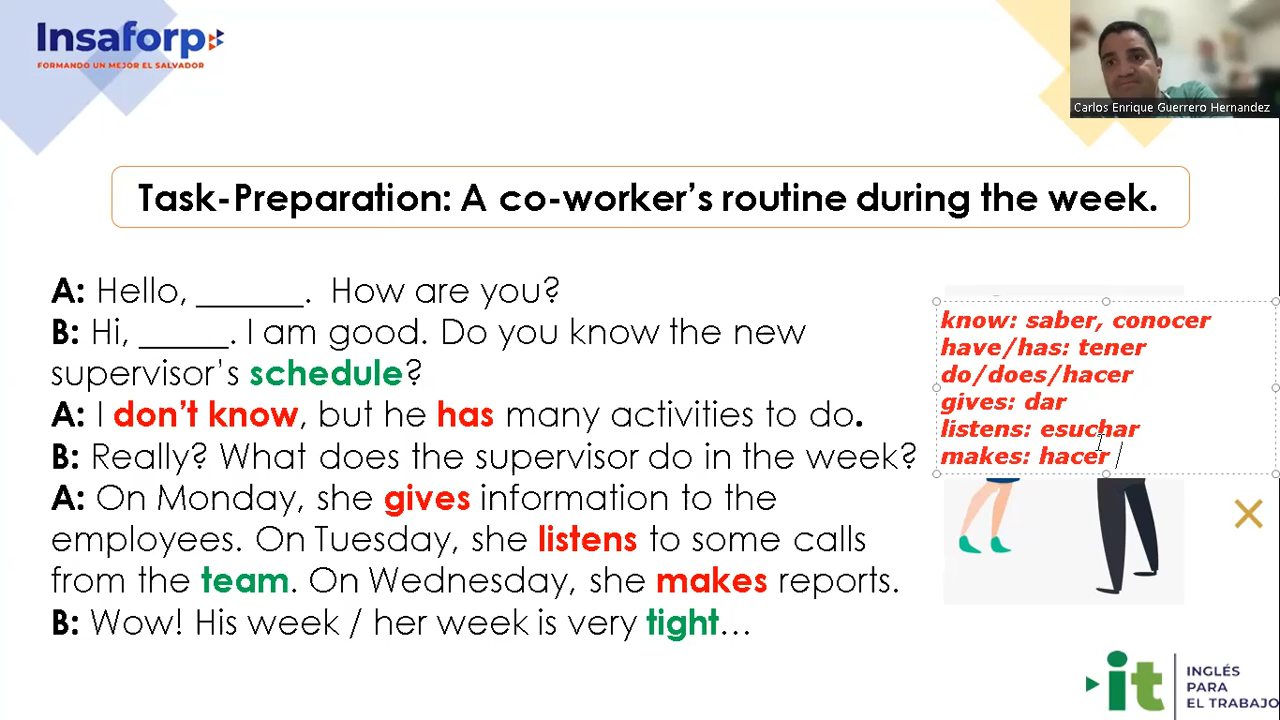 Insaforp
FORMANDO UN MEJOR EL SALVADOR
Carlos Enrique Guerrero Hernandez
Task-Preparation: A co-worker's routine during the week.
A: Hello, ______. How are you?
B: Hi, _____. I am good. Do you know the new
supervisor's schedule?
A: I don't know, but he has many activities to do.
B: Really? What does the supervisor do in the week?
A: On Monday, she gives information to the
employees. On Tuesday, she listens to some calls
from the team. On Wednesday, she makes reports.
B: Wow! His week / her week is very tight...
know: saber, conocer
have/has: tener
do/does/hacer
gives: dar
listens: esuchar
makes: hacer
it
INGLÉS
PARA
EL TRABAJO